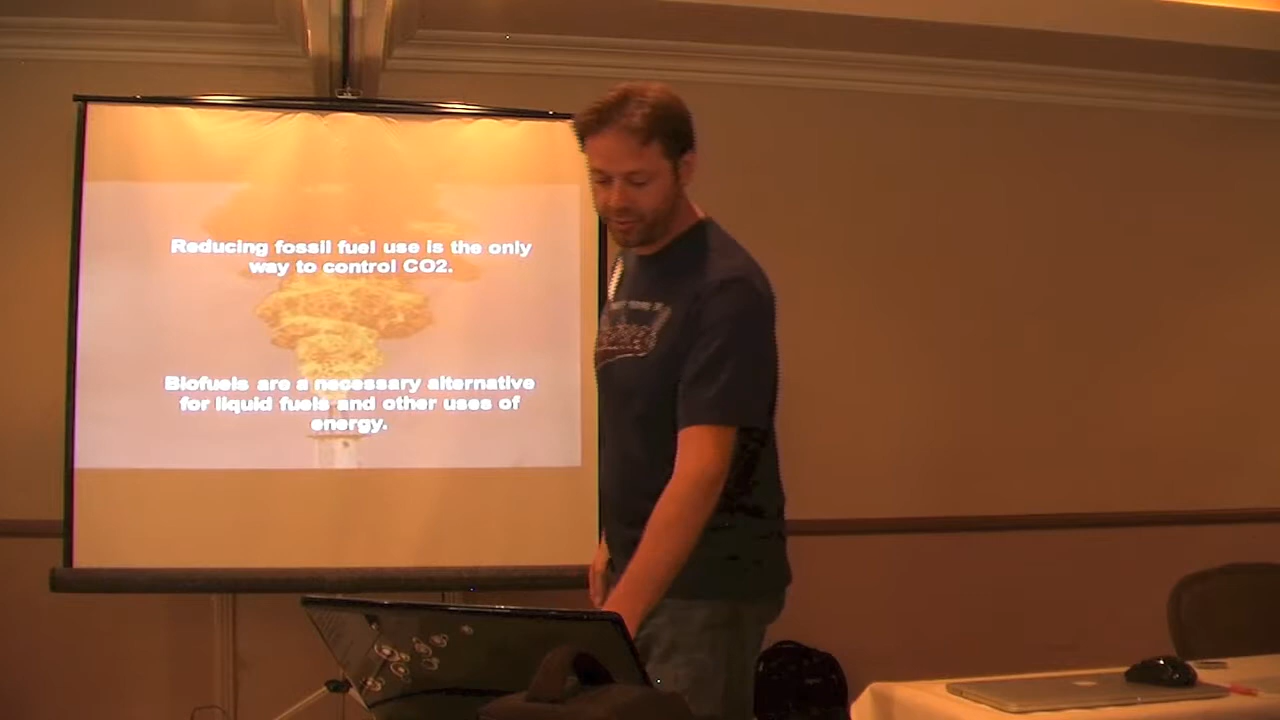 Reducing fossil fuel use is the only
way to control CO2.
Biofuels are a necessary alternative
for liquid fuels and other uses of
energy.